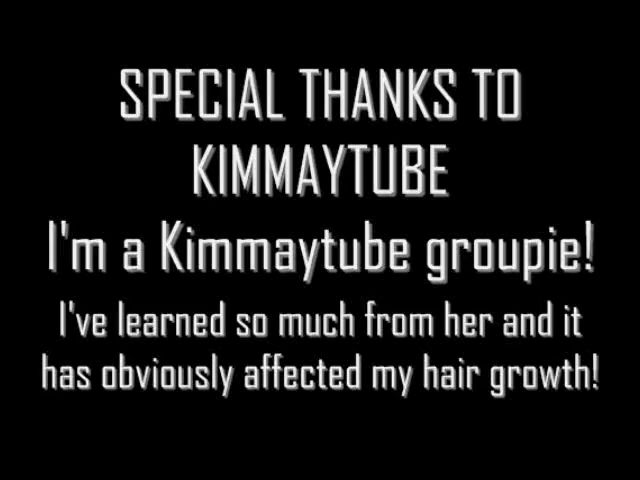 SPECIAL THANKS TO
KIMMAYTUBE
I'm a Kimmaytube groupie!
I've learned so much from her and it
has obviously affected my hair growth!